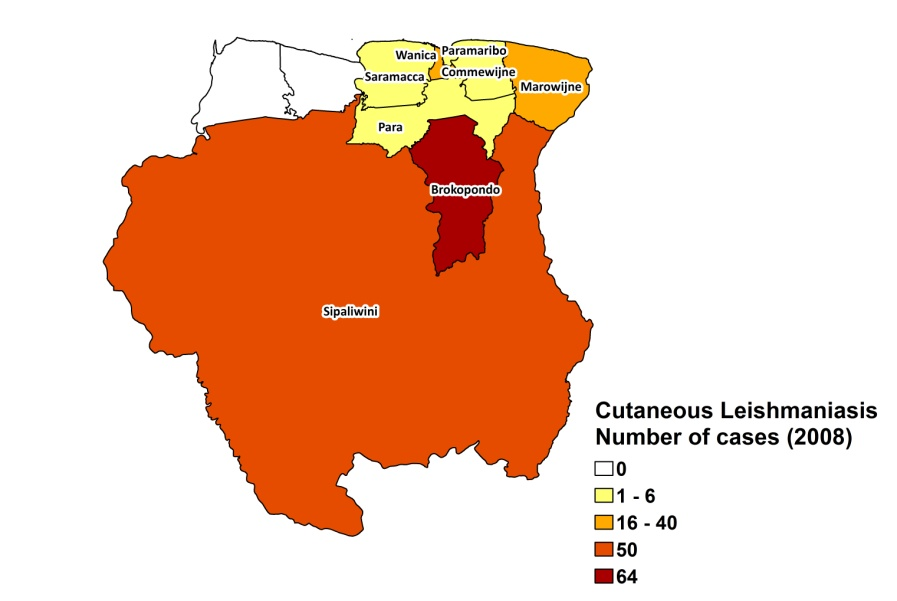 Wanica
Paramaribo
Saramacca
Commewijne
Marowijne
Para
Brokopondo
Sipaliwini
Cutaneous Leishmaniasis
Number of cases (2008)
0
1 - 6
16 - 40
50
64